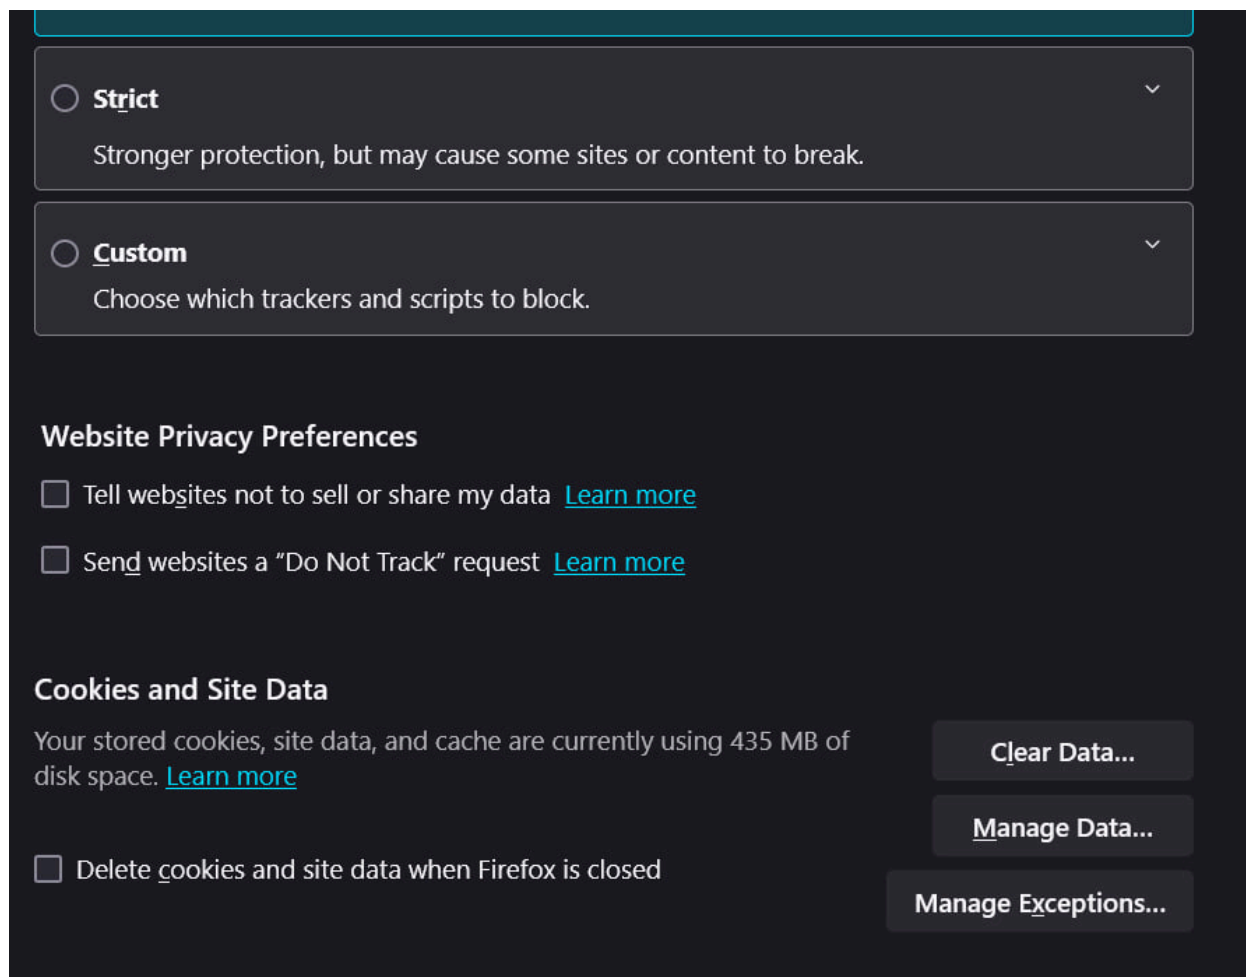 Strict
Stronger protection, but may cause some sites or content to break.
Custom
Choose which trackers and scripts to block.
Website Privacy Preferences
Tell websites not to sell or share my data Learn more
Send websites a “Do Not Track” request Learn more
Cookies and Site Data
Your stored cookies, site data, and cache are currently using 435 MB of
disk space. Learn more
Clear Data...
Manage Data...
Delete cookies and site data when Firefox is closed
Manage Exceptions...